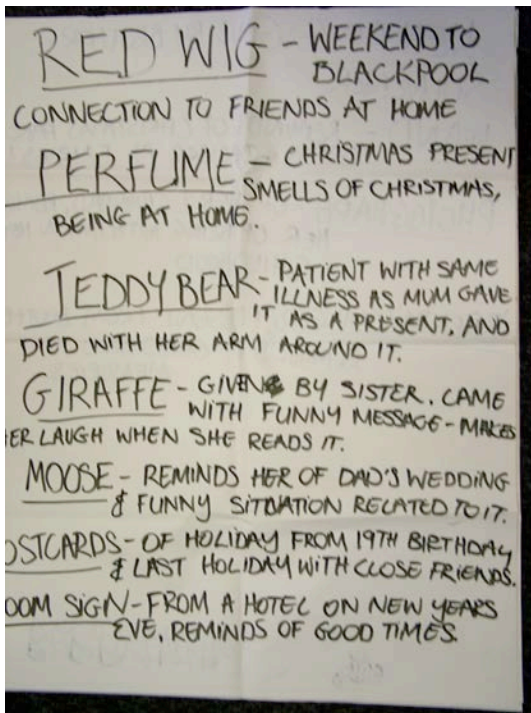 RED WIG - WEEKEND TO
BLACKPOOL
CONNECTION TO FRIENDS AT HOME
PERFUME - CHRISTMAS PRESENT
SMELLS OF CHRISTMAS,
BEING AT HOME.
TEDDY BEAR - PATIENT WITH SAME
ILLNESS AS MUM GAVE
IT AS A PRESENT, AND
DIED WITH HER ARM AROUND IT.
GIRAFFE - GIVEN BY SISTER. CAME
WITH FUNNY MESSAGE - MAKES
ER LAUGH WHEN SHE READS IT.
MOOSE - REMINDS HER OF DAD'S WEDDING
& FUNNY SITUATION RELATED TO IT.
OSTCARDS - OF HOLIDAY FROM 19TH BIRTHDAY
& LAST HOLIDAY WITH CLOSE FRIENDS.
OOM SIGN - FROM A HOTEL ON NEW YEARS
EVE, REMINDS OF GOOD TIMES.